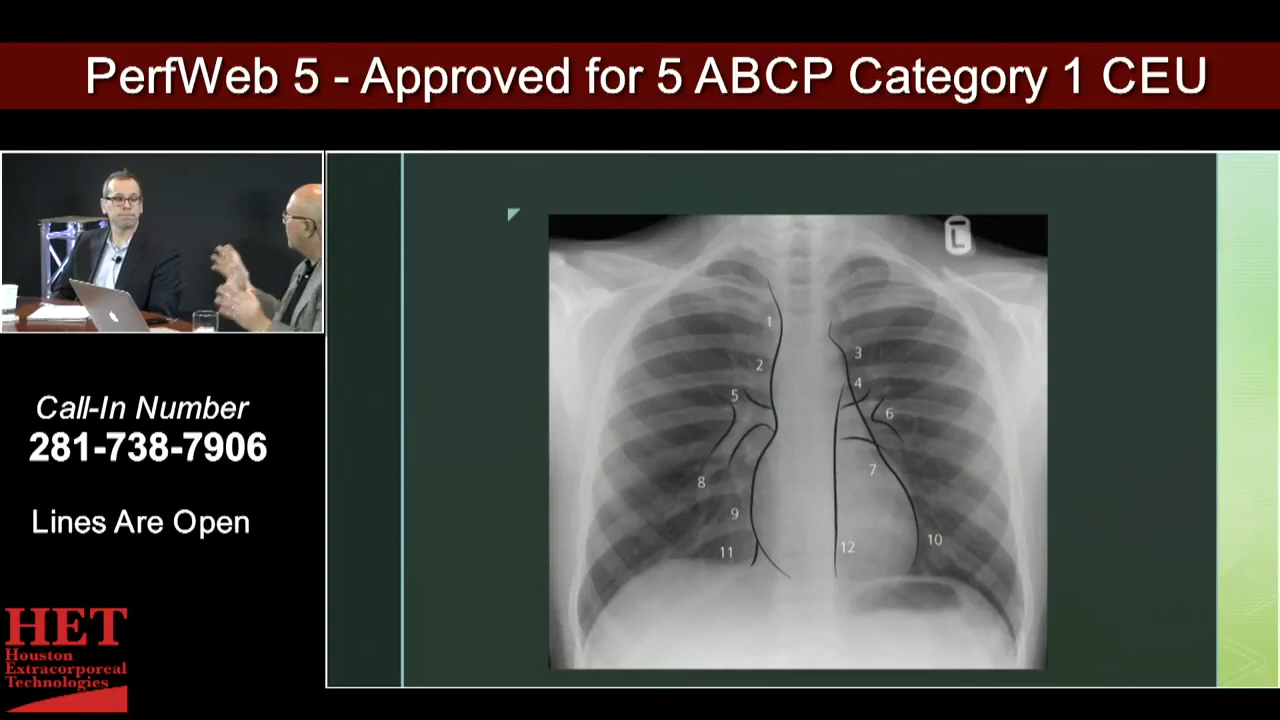 PerfWeb 5 - Approved for 5 ABCP Category 1 CEU
Call-In Number
281-738-7906
Lines Are Open
HET
Houston
Extracorporeal
Technologies
L
1
2
3
4
5
6
7
8
9
10
11
12